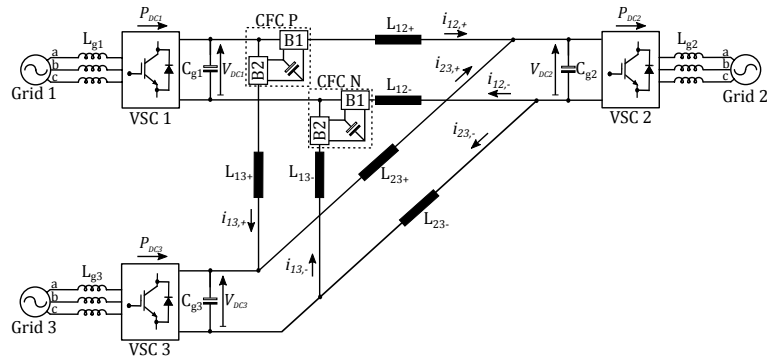 P_DC1
CFC P
B1
B2
L_12+
i_12,+
P_DC2
L_g1
a
b
c
Grid 1
VSC 1
C_g1
V_DC1
CFC N
B1
B2
L_12-
i_23,+
i_12,-
V_DC2
C_g2
VSC 2
L_g2
a
b
c
Grid 2
L_13+
L_13-
L_23+
i_23,-
L_23-
i_13,+
i_13,-
P_DC3
L_g3
a
b
c
Grid 3
VSC 3
C_g3
V_DC3